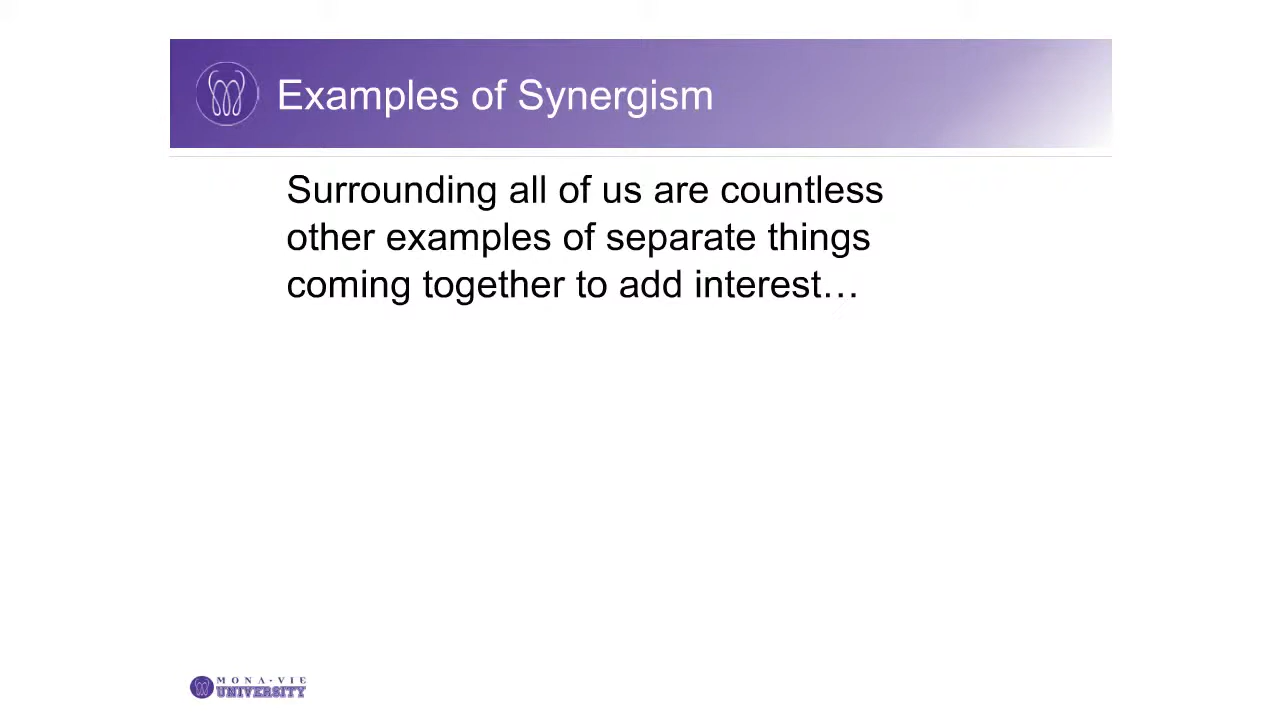 Examples of Synergism
Surrounding all of us are countless
other examples of separate things
coming together to add interest…
MONA·VIE
UNIVERSITY